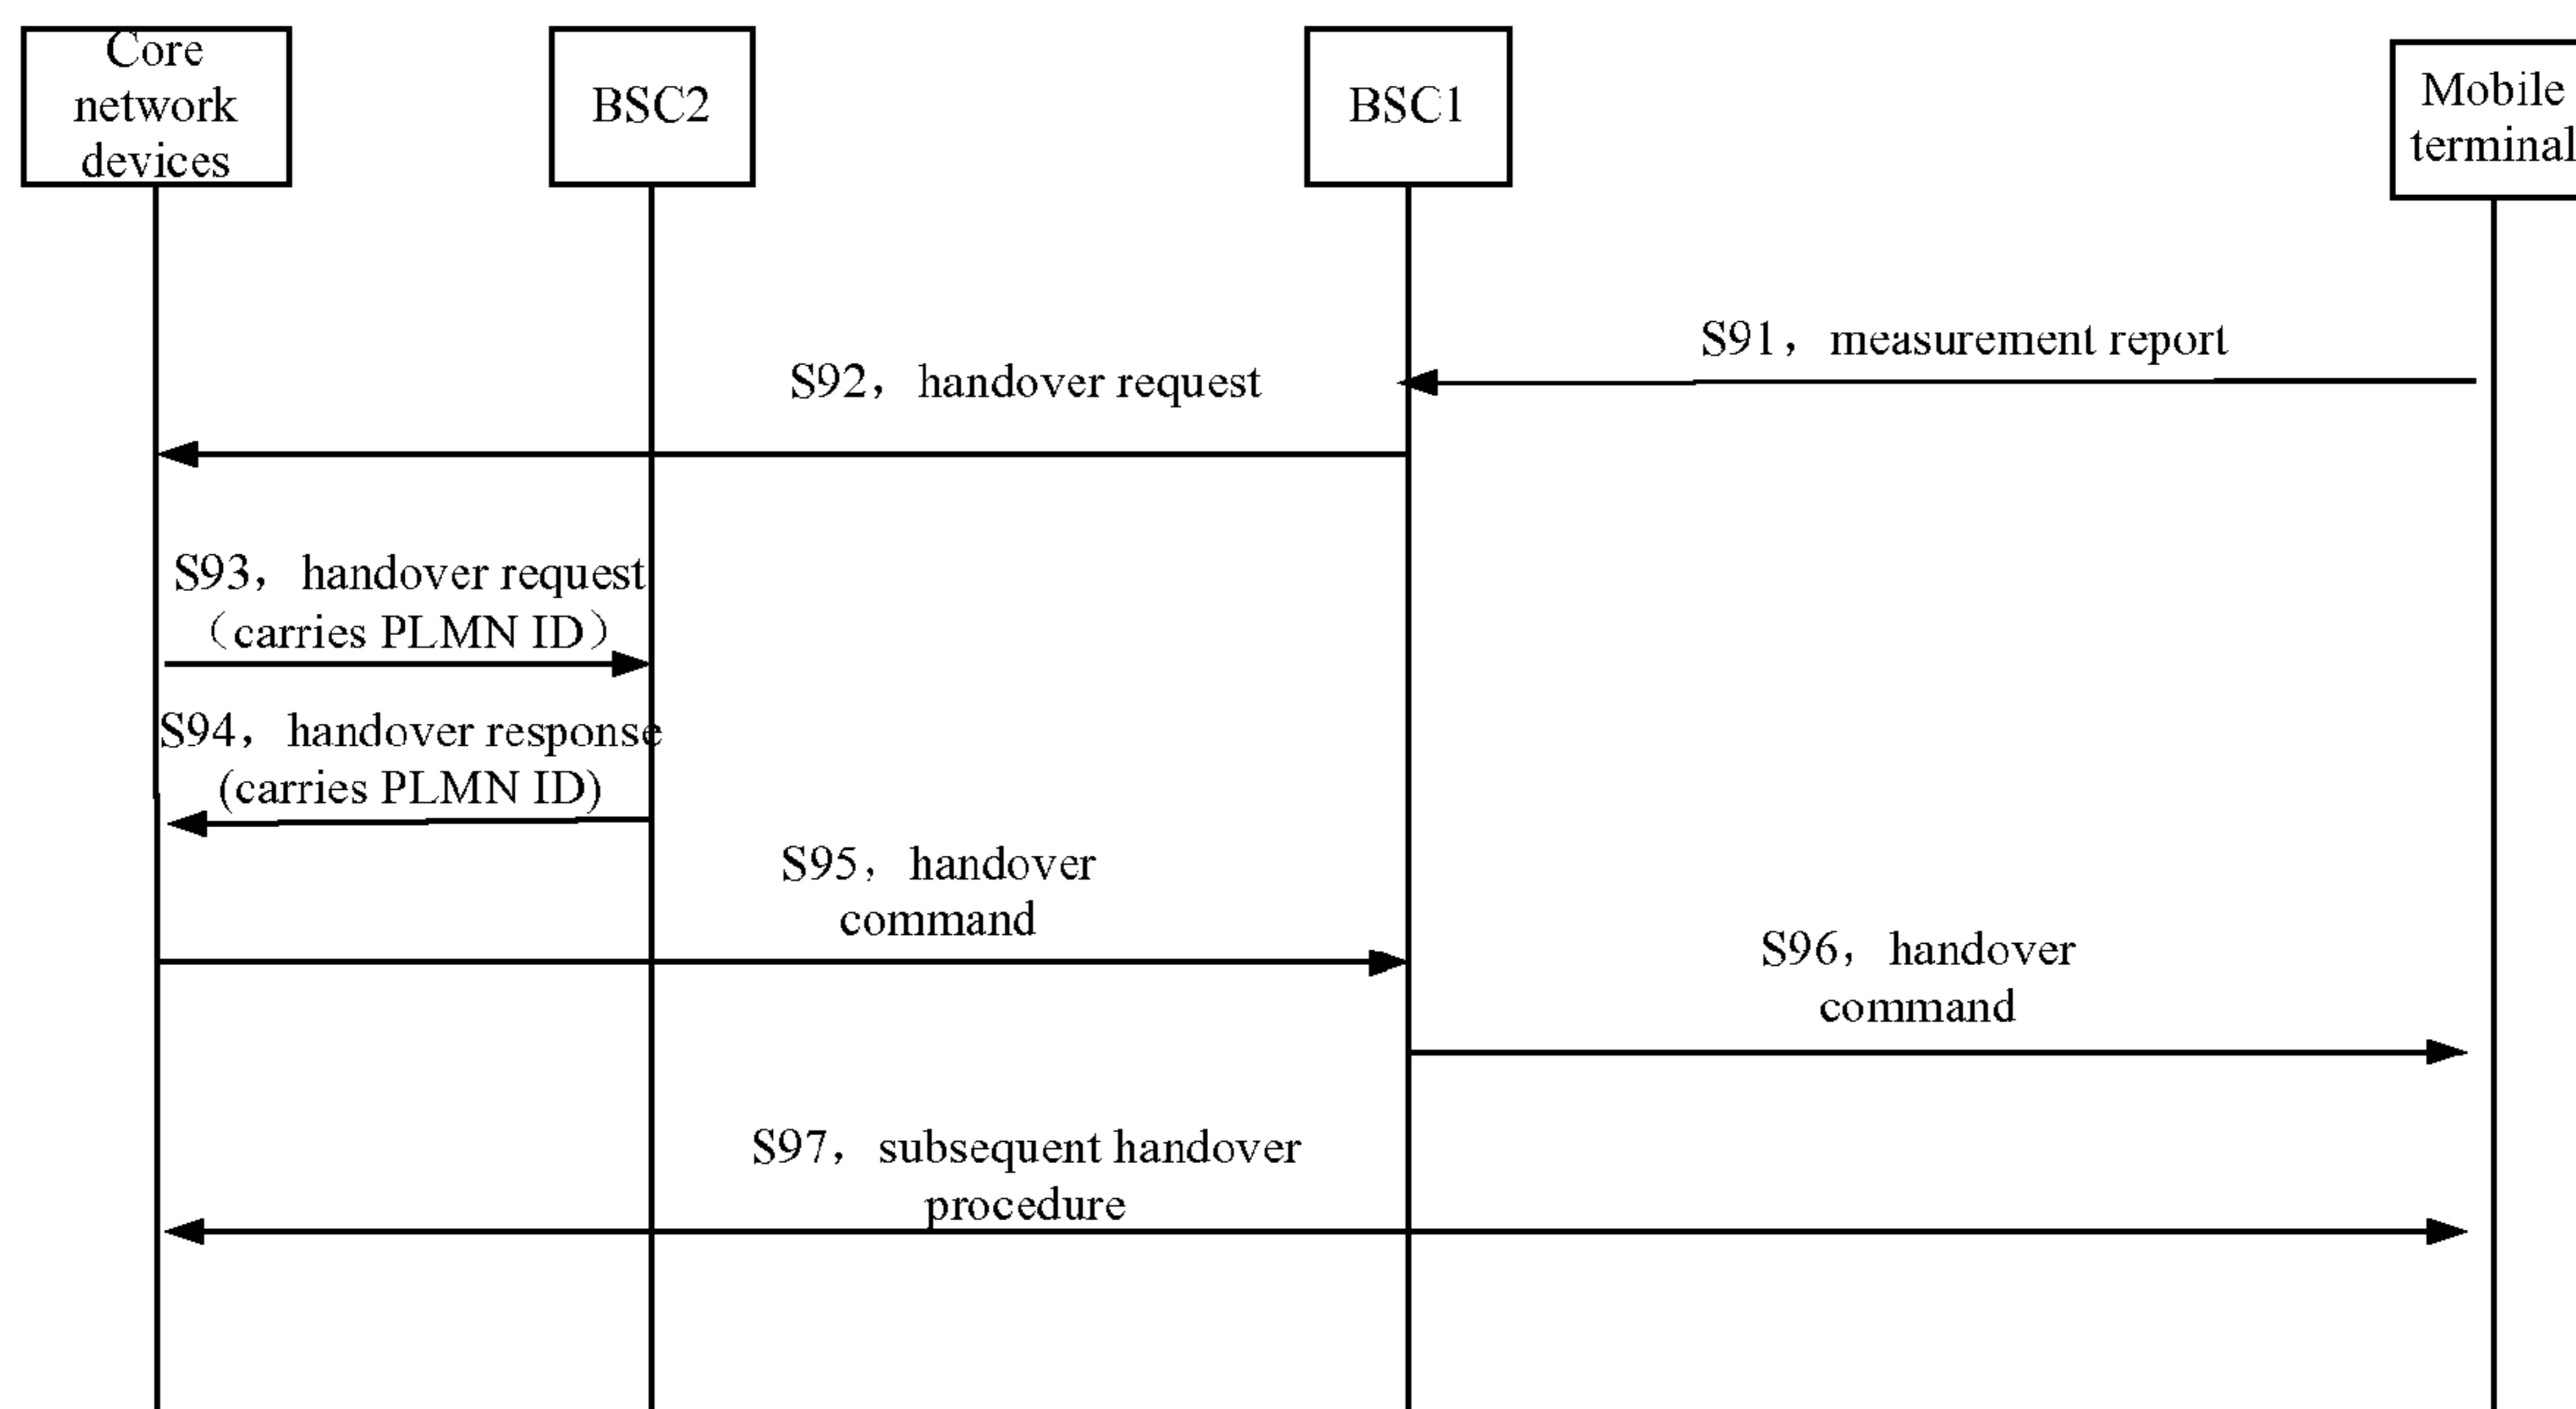 Core
network
devices
BSC2
BSC1
Mobile
terminal
S91，measurement report
S92，handover request
S93，handover request
（carries PLMN ID）
S94，handover response
(carries PLMN ID)
S95，handover
command
S96，handover
command
S97，subsequent handover
procedure